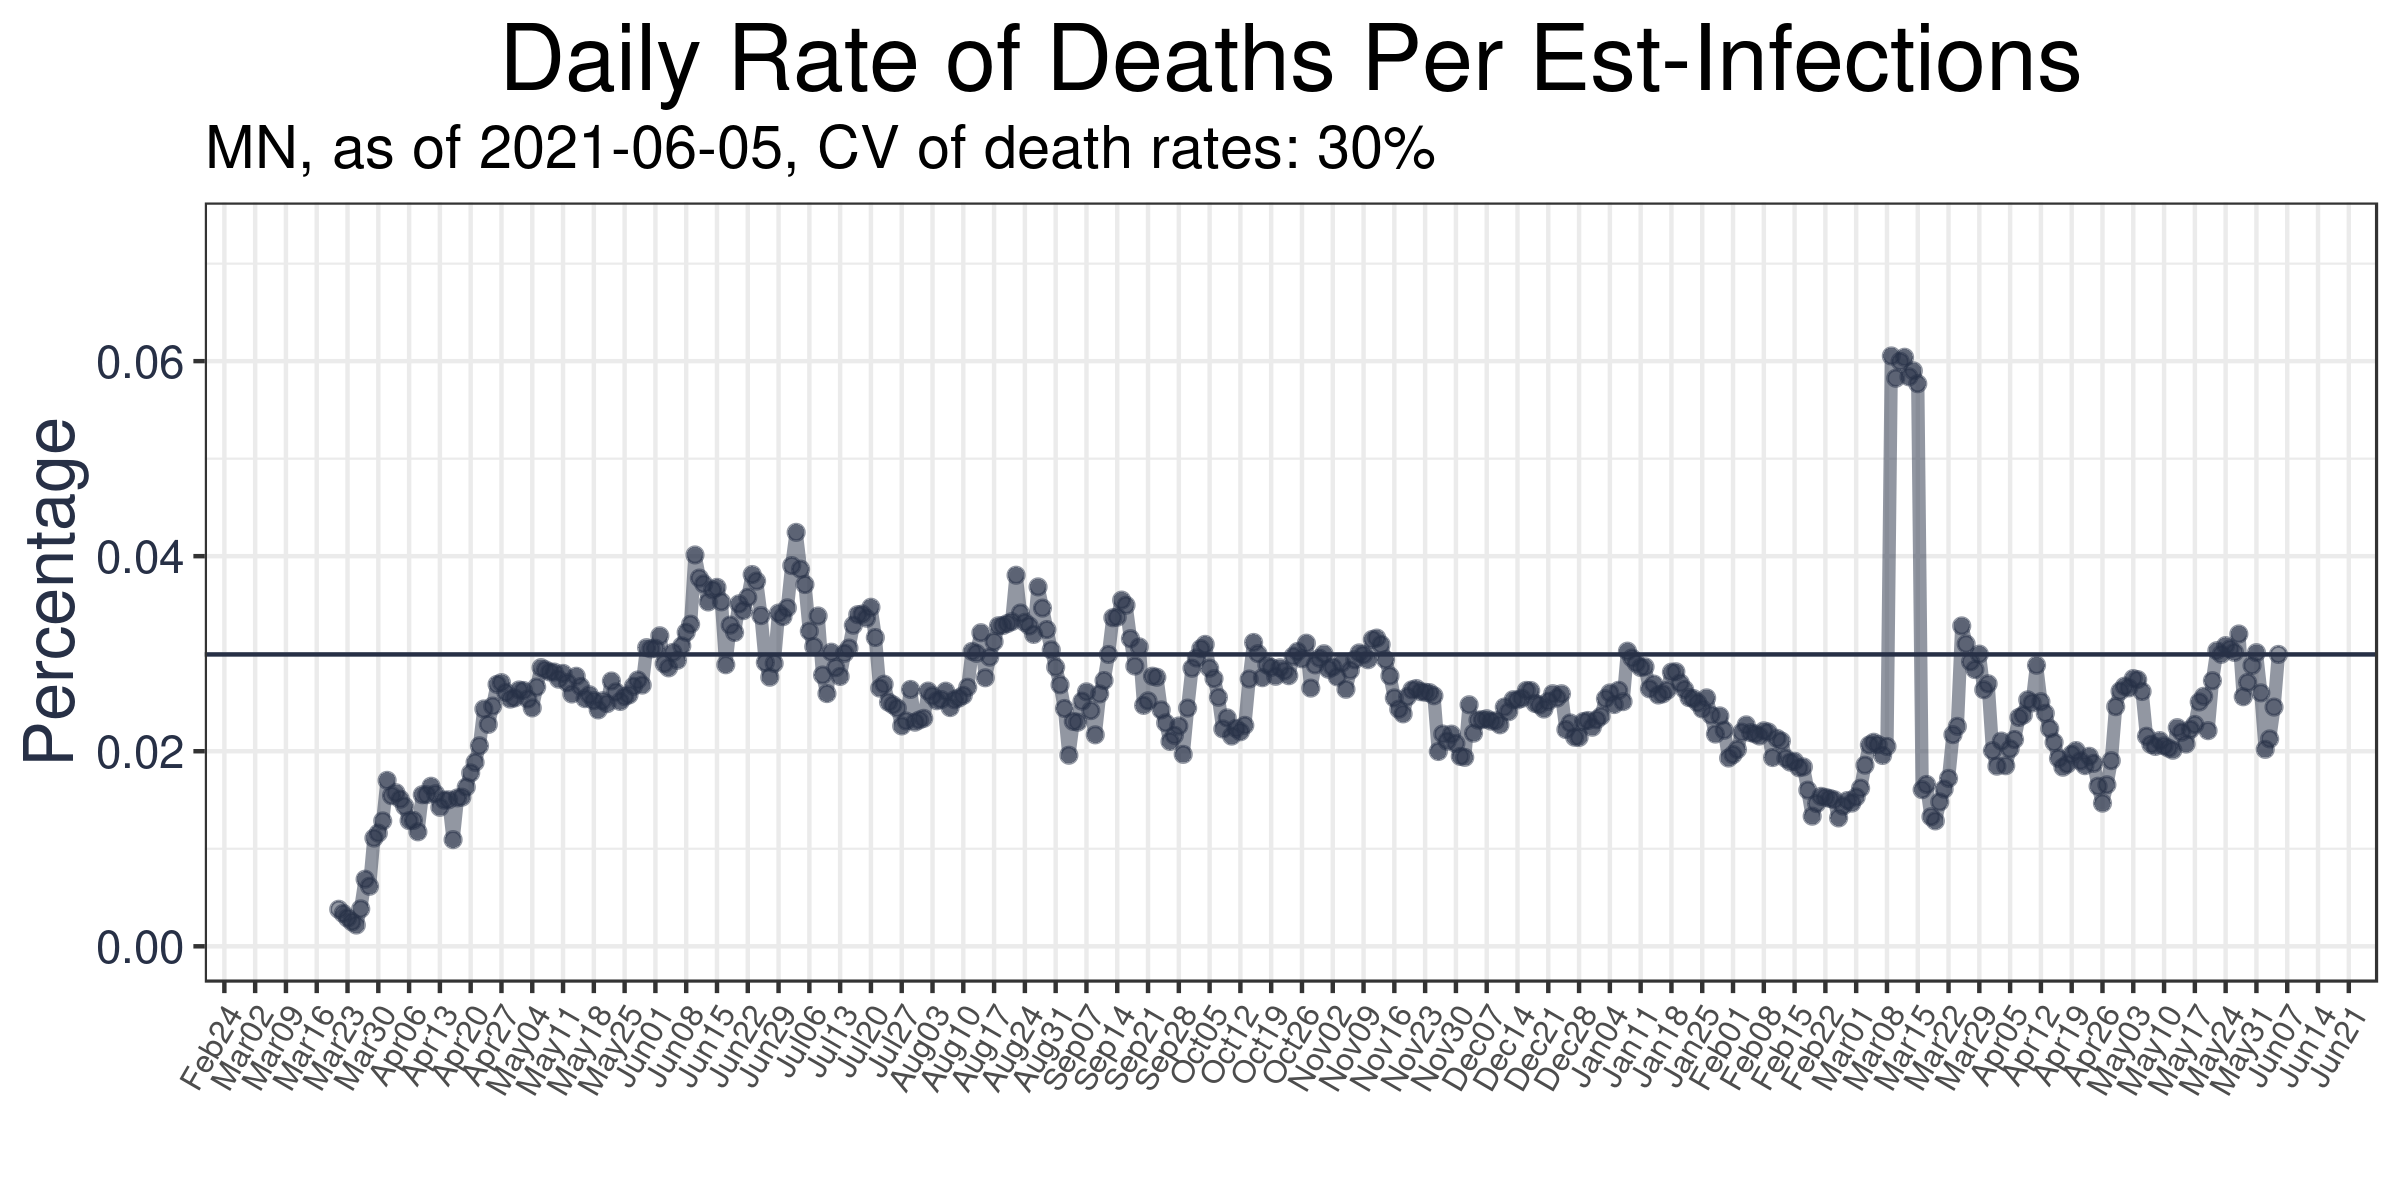 Daily Rate of Deaths Per Est-Infections
MN, as of 2021-06-05, CV of death rates: 30%
Percentage
0.06
0.04
0.02
0.00
Feb24 Mar02 Mar09 Mar16 Mar23 Mar30 Apr06 Apr13 Apr20 Apr27 May04 May11 May18 May25 Jun01 Jun08 Jun15 Jun22 Jun29 Jul06 Jul13 Jul20 Jul27 Aug03 Aug10 Aug17 Aug24 Aug31 Sep07 Sep14 Sep21 Sep28 Oct05 Oct12 Oct19 Oct26 Nov02 Nov09 Nov16 Nov23 Nov30 Dec07 Dec14 Dec21 Dec28 Jan04 Jan11 Jan18 Jan25 Feb01 Feb08 Feb15 Feb22 Mar01 Mar08 Mar15 Mar22 Mar29 Apr05 Apr12 Apr19 Apr26 May03 May10 May17 May24 May31 Jun07 Jun14 Jun21